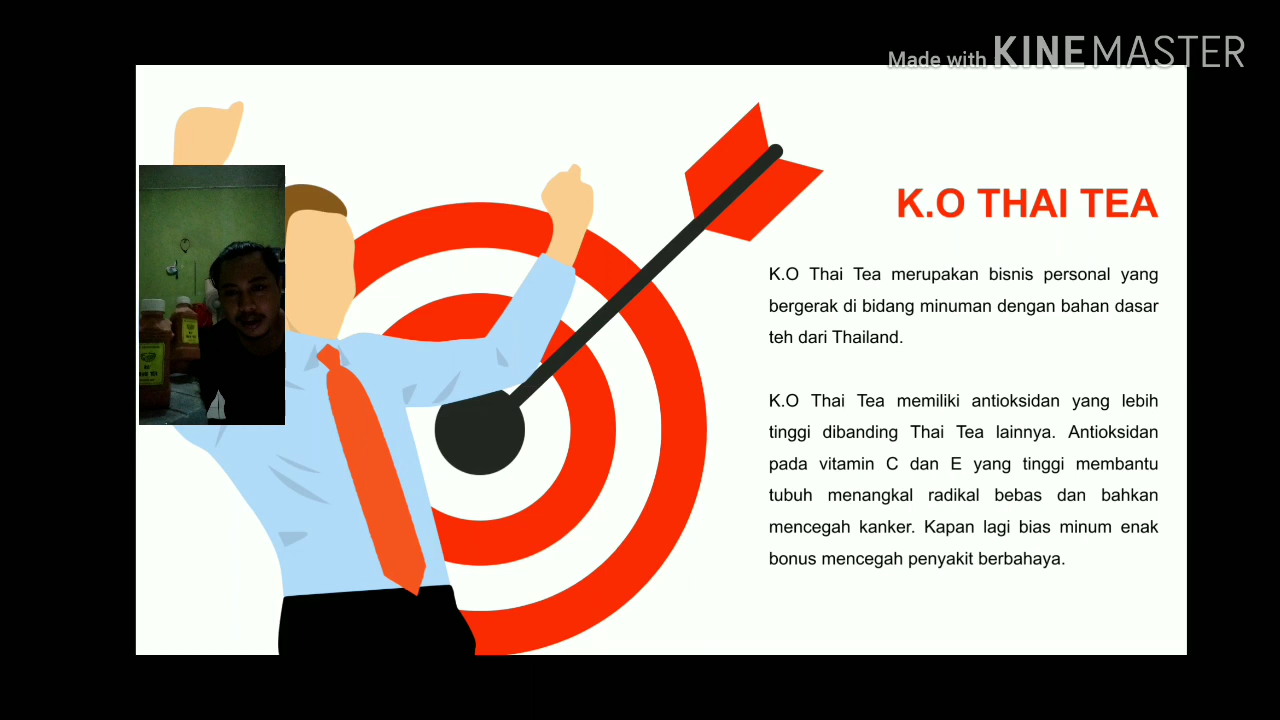 Made with KINEMASTER
K.O THAI TEA
K.O Thai Tea merupakan bisnis personal yang
bergerak di bidang minuman dengan bahan dasar
teh dari Thailand.
K.O Thai Tea memiliki antioksidan yang lebih
tinggi dibanding Thai Tea lainnya. Antioksidan
pada vitamin C dan E yang tinggi membantu
tubuh menangkal radikal bebas dan bahkan
mencegah kanker. Kapan lagi bias minum enak
bonus mencegah penyakit berbahaya.